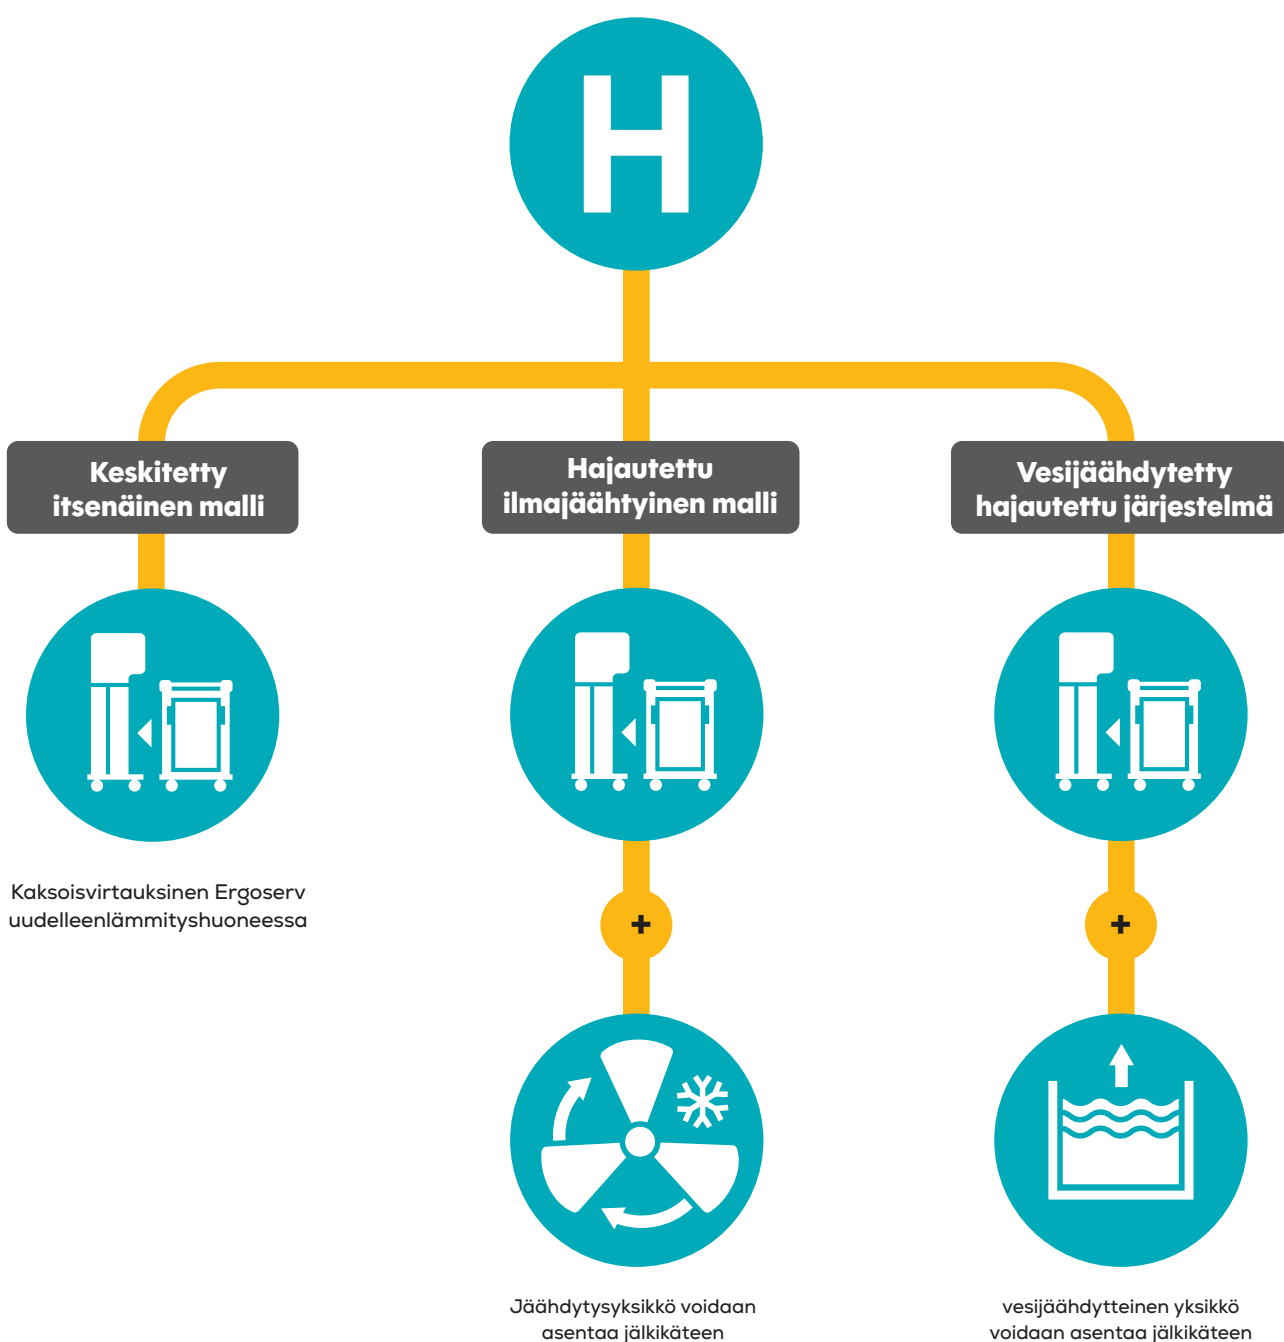 H
Keskitetty
itsenäinen malli
Hajautettu
ilmajäähtyinen malli
Vesijäähdytetty
hajautettu järjestelmä
Kaksoisvirtauksinen Ergoserv
uudelleenlämmityshuoneessa
+
+
Jäähdytysyksikkö voidaan
asentaa jälkikäteen
vesijäähdytteinen yksikkö
voidaan asentaa jälkikäteen